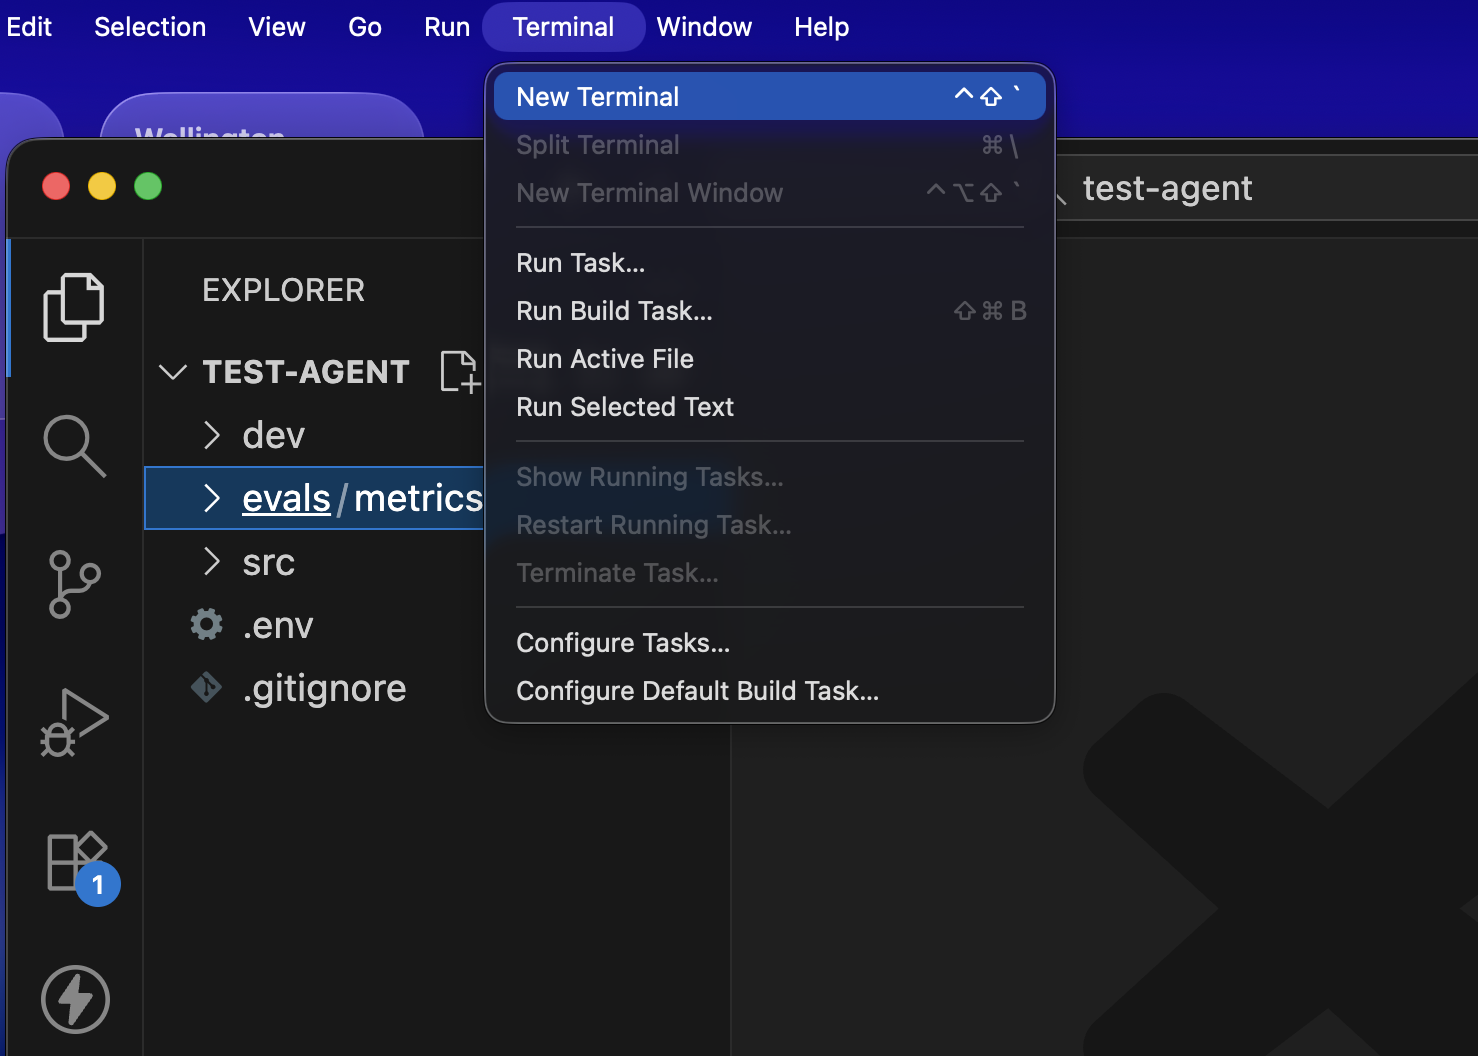 Edit Selection View Go Run Terminal Window Help
Wellington
New Terminal ^⇧`
Split Terminal ⌘\
New Terminal Window ^⌥⇧`
test-agent
Run Task...
Run Build Task... ⇧⌘B
Run Active File
Run Selected Text
Show Running Tasks...
Restart Running Task...
Terminate Task...
Configure Tasks...
Configure Default Build Task...
EXPLORER
TEST-AGENT
dev
evals/metrics
src
.env
.gitignore
1